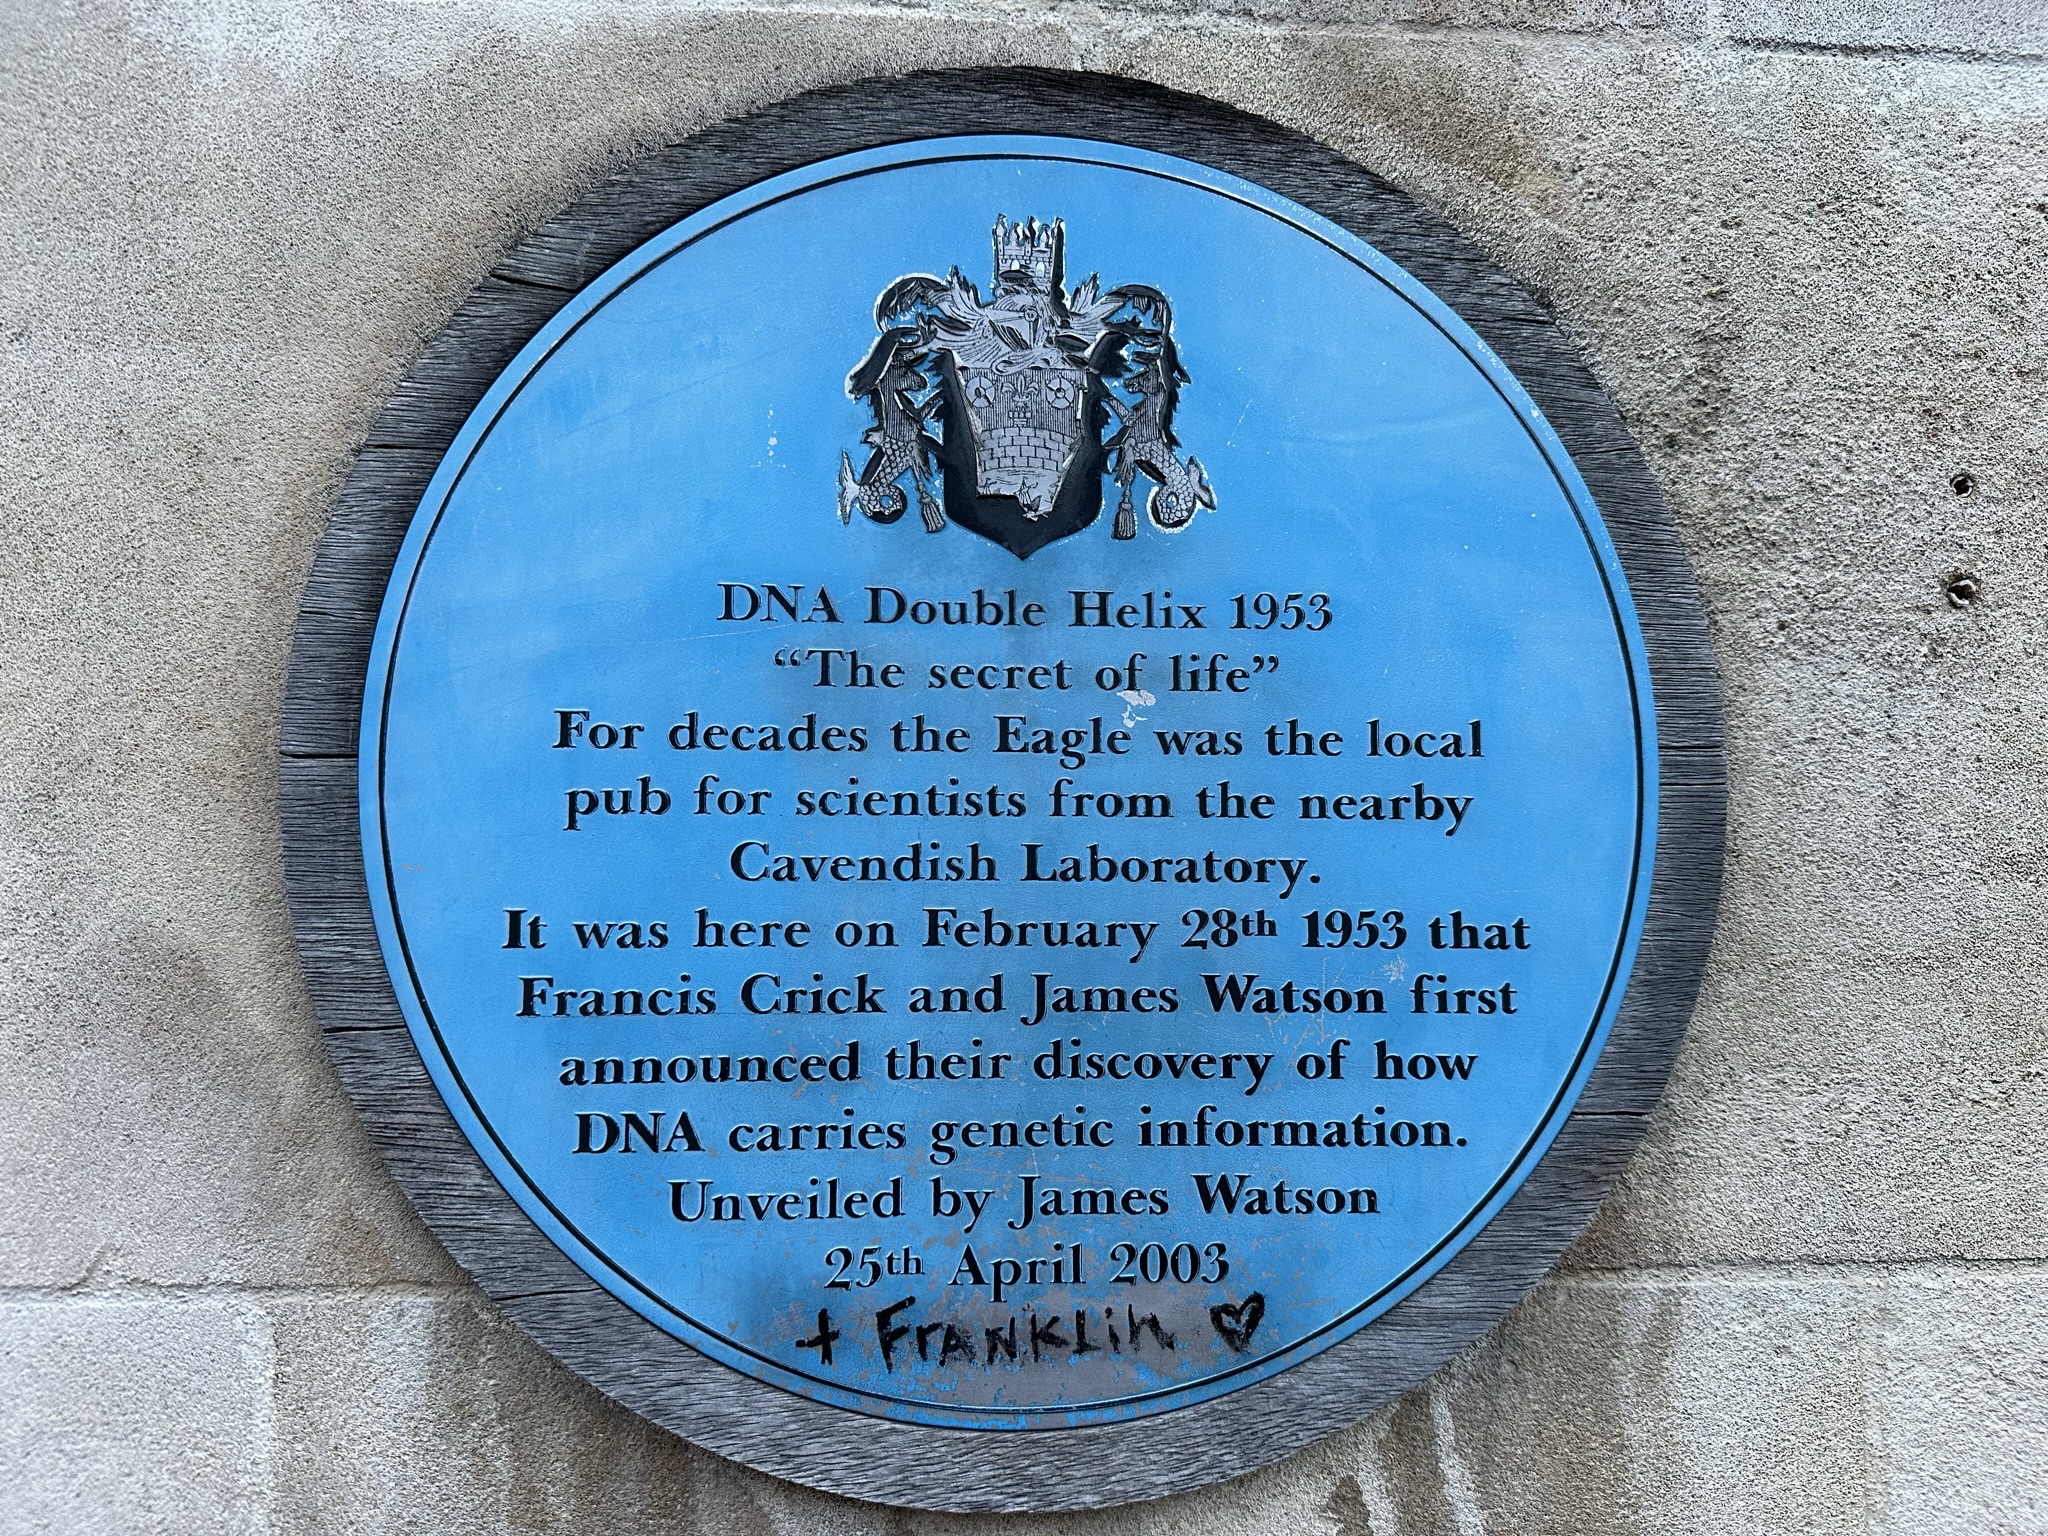 DNA Double Helix 1953
“The secret of life”
For decades the Eagle was the local
pub for scientists from the nearby
Cavendish Laboratory.
It was here on February 28th 1953 that
Francis Crick and James Watson first
announced their discovery of how
DNA carries genetic information.
Unveiled by James Watson
25th April 2003
+ Franklin ♡